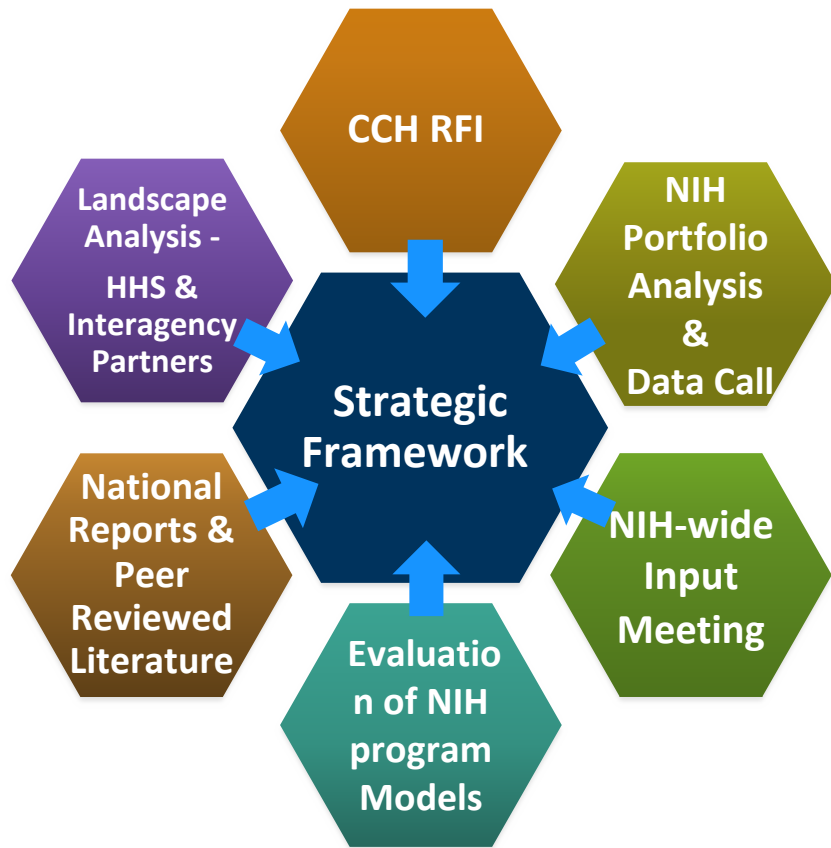 CCH RFI
Landscape
Analysis -
HHS &
Interagency
Partners
NIH
Portfolio
Analysis
&
Data Call
Strategic
Framework
National
Reports &
Peer
Reviewed
Literature
NIH-wide
Input
Meeting
Evaluatio
n of NIH
program
Models